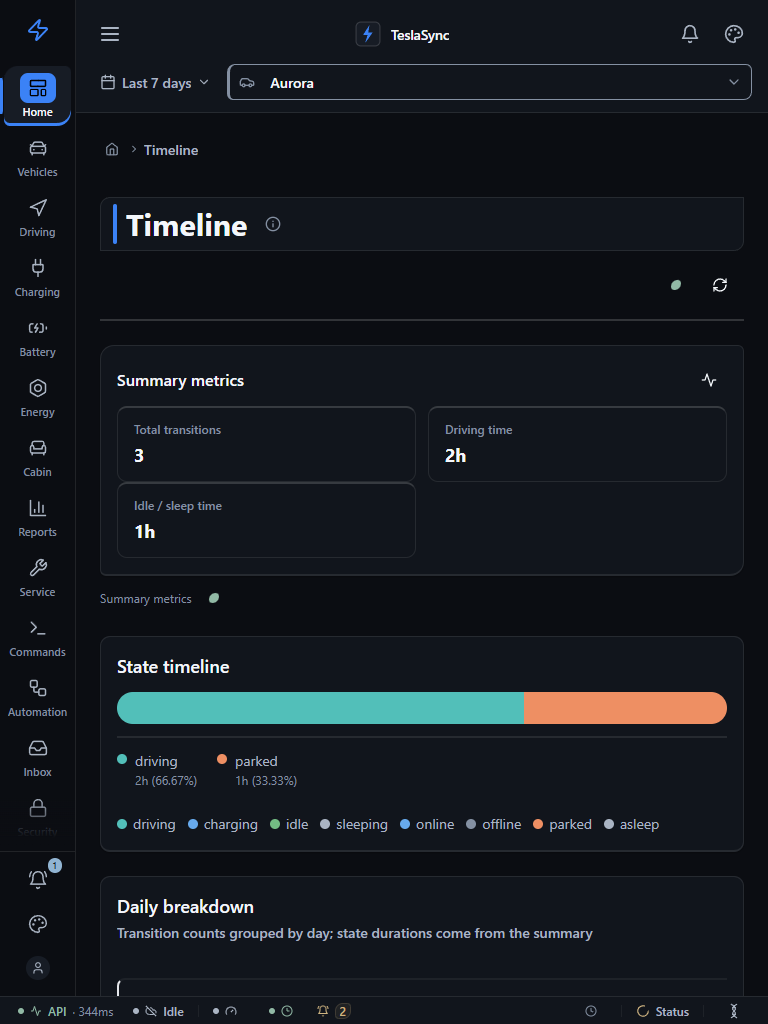 TeslaSync
Last 7 days
Aurora
Home
Vehicles
Driving
Charging
Battery
Energy
Cabin
Reports
Service
Commands
Automation
Inbox
Security
1
Timeline
Timeline
Summary metrics
Total transitions
3
Driving time
2h
Idle / sleep time
1h
Summary metrics
State timeline
driving
2h (66.67%)
parked
1h (33.33%)
driving charging idle sleeping online offline parked asleep
Daily breakdown
Transition counts grouped by day; state durations come from the summary
API · 344ms Idle 2 Status